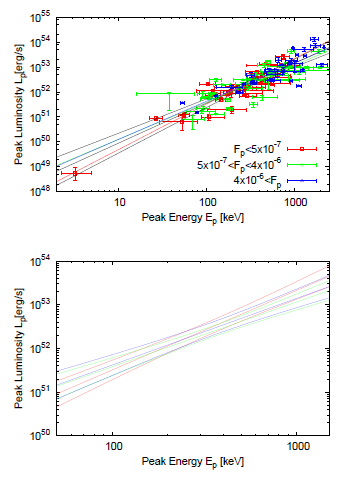 10^55
10^54
10^53
10^52
10^51
10^50
10^49
10^48
Peak Luminosity L_p[erg/s]
F_p<5x10^-7
5x10^-7<F_p<4x10^-6
4x10^-6<F_p
10 100 1000
Peak Energy E_p [keV]
10^54
10^53
10^52
10^51
10^50
Peak Luminosity L_p[erg/s]
100 1000
Peak Energy E_p [keV]